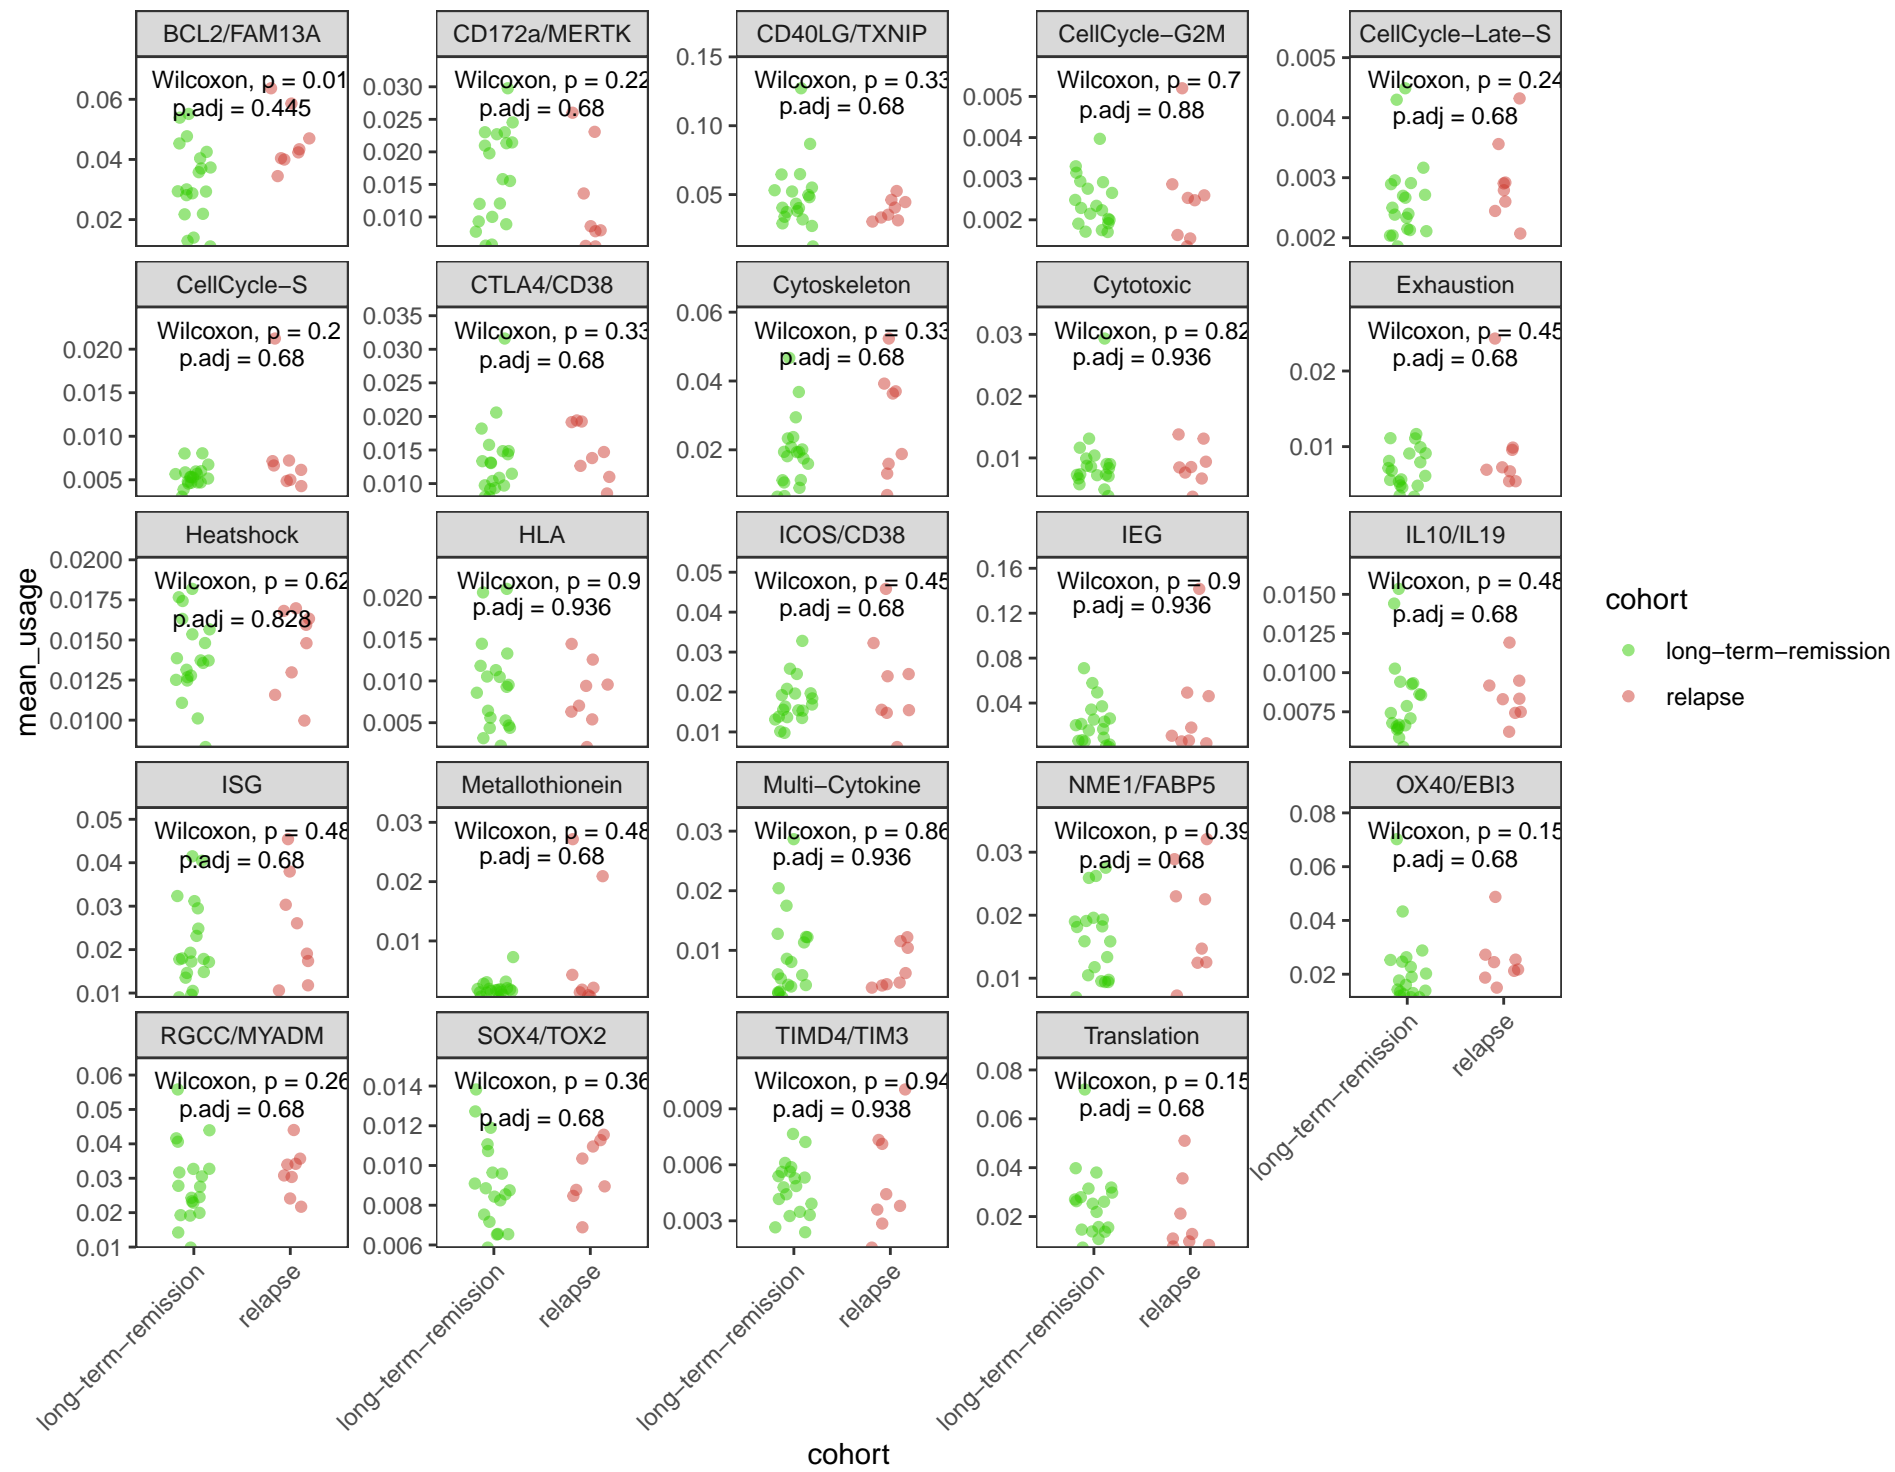 BCL2/FAM13A
CD172a/MERTK
CD40LG/TXNIP
CellCycle−G2M
CellCycle−Late−S
Wilcoxon, p = 0.01
p.adj = 0.445
0.06
0.04
0.02
Wilcoxon, p = 0.22
p.adj = 0.68
0.030
0.025
0.020
0.015
0.010
Wilcoxon, p = 0.33
p.adj = 0.68
0.15
0.10
0.05
Wilcoxon, p = 0.7
p.adj = 0.88
0.005
0.004
0.003
0.002
Wilcoxon, p = 0.24
p.adj = 0.68
0.005
0.004
0.003
0.002
CellCycle−S
CTLA4/CD38
Cytoskeleton
Cytotoxic
Exhaustion
Wilcoxon, p = 0.2
p.adj = 0.68
0.020
0.015
0.010
0.005
Wilcoxon, p = 0.33
p.adj = 0.68
0.035
0.030
0.025
0.020
0.015
0.010
Wilcoxon, p = 0.33
p.adj = 0.68
0.06
0.04
0.02
Wilcoxon, p = 0.82
p.adj = 0.936
0.03
0.02
0.01
Wilcoxon, p = 0.45
p.adj = 0.68
0.02
0.01
Heatshock
HLA
ICOS/CD38
IEG
IL10/IL19
Wilcoxon, p = 0.62
p.adj = 0.828
0.0200
0.0175
0.0150
0.0125
0.0100
Wilcoxon, p = 0.9
p.adj = 0.936
0.020
0.015
0.010
0.005
Wilcoxon, p = 0.45
p.adj = 0.68
0.05
0.04
0.03
0.02
0.01
Wilcoxon, p = 0.9
p.adj = 0.936
0.16
0.12
0.08
0.04
Wilcoxon, p = 0.48
p.adj = 0.68
0.0150
0.0125
0.0100
0.0075
mean_usage
cohort
long−term−remission
relapse
ISG
Metallothionein
Multi−Cytokine
NME1/FABP5
OX40/EBI3
Wilcoxon, p = 0.48
p.adj = 0.68
0.05
0.04
0.03
0.02
0.01
Wilcoxon, p = 0.48
p.adj = 0.68
0.03
0.02
0.01
Wilcoxon, p = 0.86
p.adj = 0.936
0.03
0.02
0.01
Wilcoxon, p = 0.39
p.adj = 0.68
0.03
0.02
0.01
Wilcoxon, p = 0.15
p.adj = 0.68
0.08
0.06
0.04
0.02
long−term−remission
relapse
RGCC/MYADM
SOX4/TOX2
TIMD4/TIM3
Translation
Wilcoxon, p = 0.26
p.adj = 0.68
0.06
0.05
0.04
0.03
0.02
0.01
Wilcoxon, p = 0.36
p.adj = 0.68
0.014
0.012
0.010
0.008
0.006
Wilcoxon, p = 0.94
p.adj = 0.938
0.009
0.006
0.003
Wilcoxon, p = 0.15
p.adj = 0.68
0.08
0.06
0.04
0.02
long−term−remission
relapse
long−term−remission
relapse
long−term−remission
relapse
long−term−remission
relapse
cohort